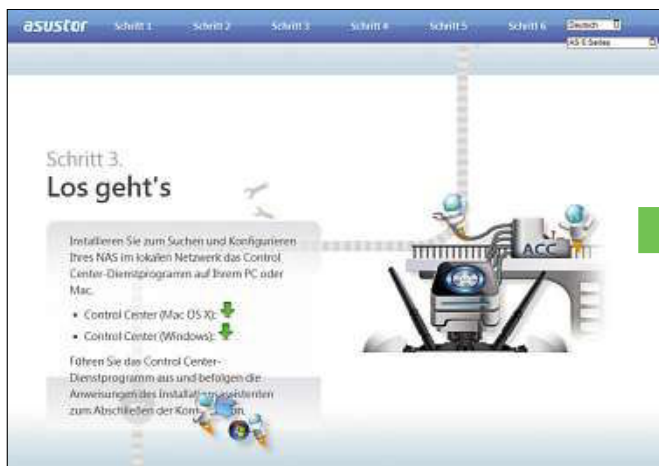 asustor Schritt 1 Schritt 2 Schritt 3 Schritt 4 Schritt 5 Schritt 6 Deutsch
AS 6 Series
Schritt 3.
Los geht's
Installieren Sie zum Suchen und Konfigurieren
Ihres NAS im lokalen Netzwerk das Control
Center-Dienstprogramm auf Ihrem PC oder
Mac.
• Control Center (Mac OS X):
• Control Center (Windows):
Führen Sie das Control Center-
Dienstprogramm aus und befolgen die
Anweisungen des Installationsassistenten
zum Abschließen der
ACC